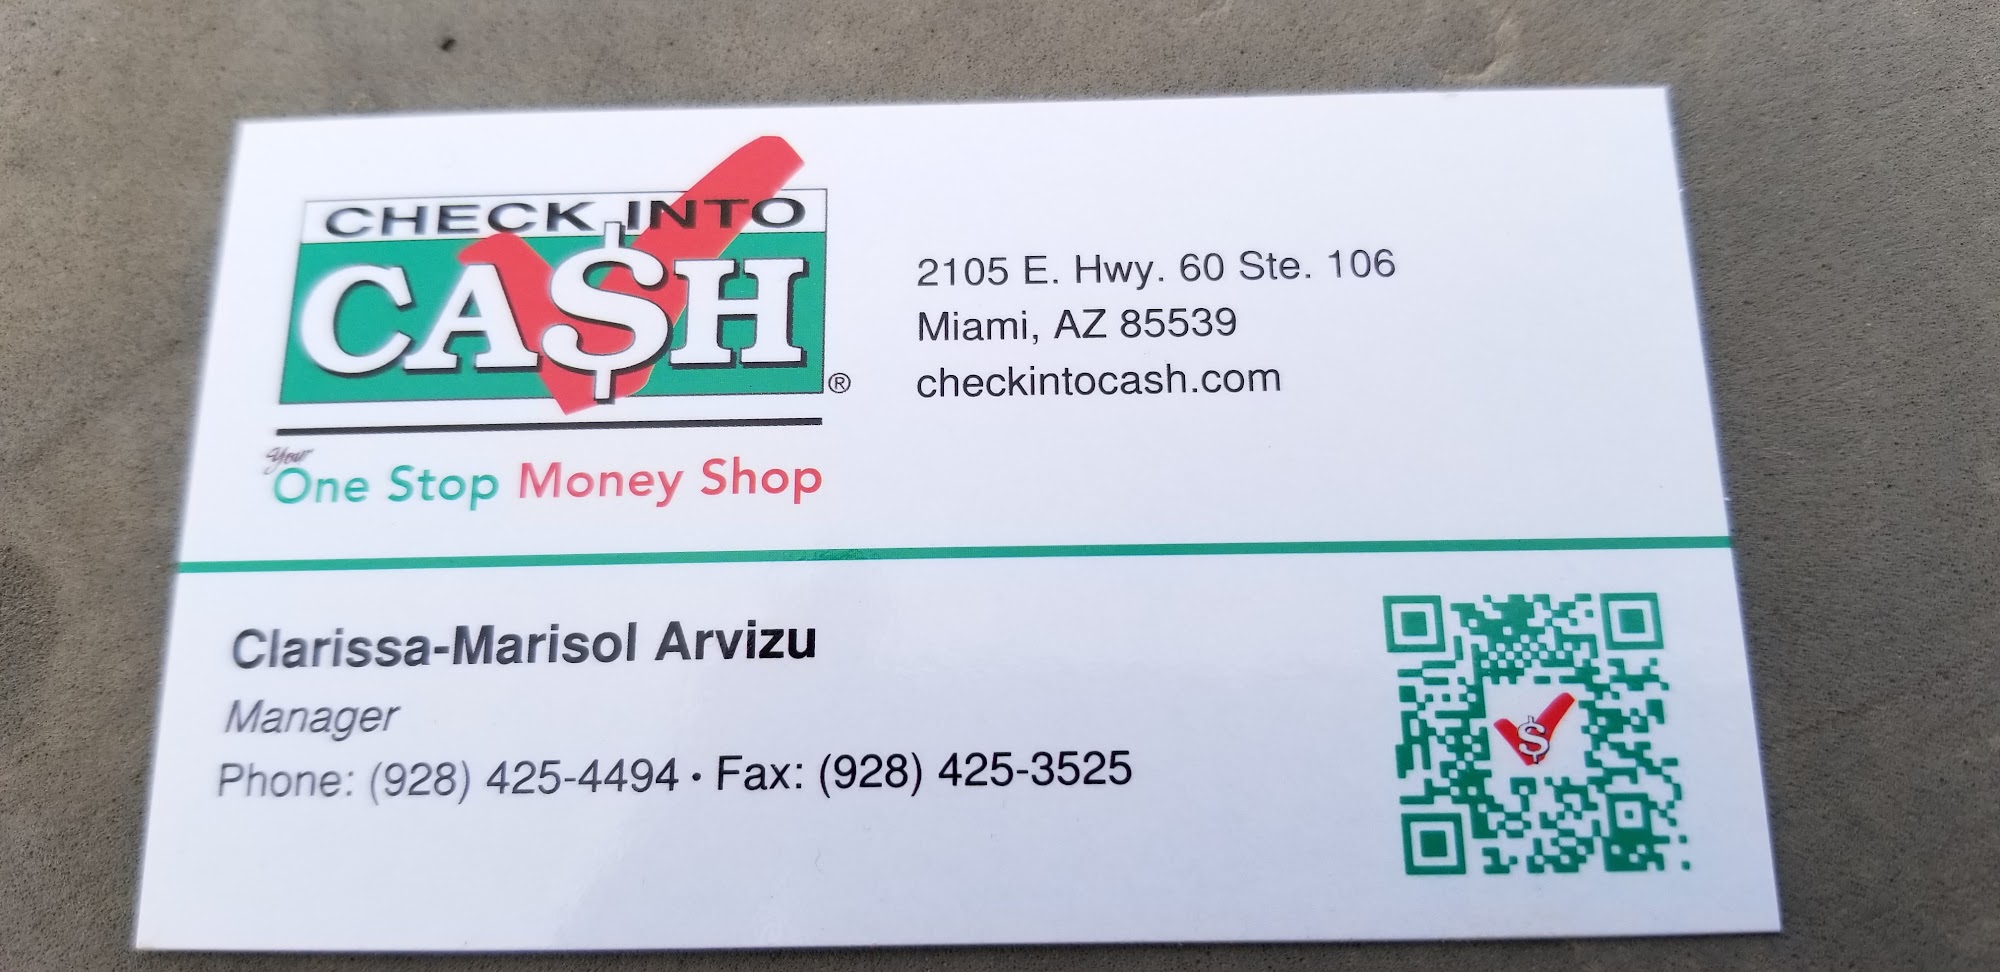 CHECK INTO
CA$H®
Your
One Stop Money Shop
2105 E. Hwy. 60 Ste. 106
Miami, AZ 85539
checkintocash.com
Clarissa-Marisol Arvizu
Manager
Phone: (928) 425-4494 • Fax: (928) 425-3525
$